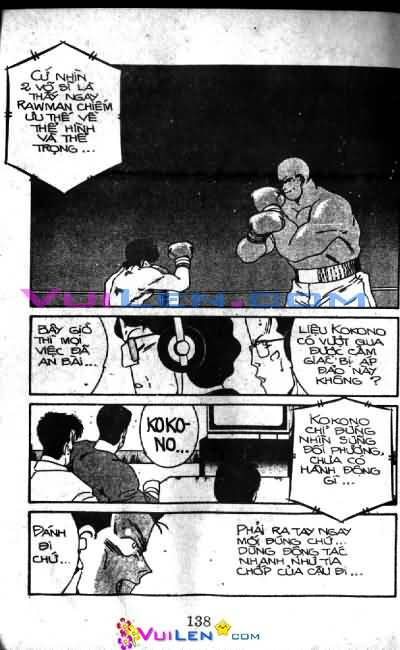 CỨ NHÌN
2 VÕ SĨ LÀ
THẤY NGAY
RAWMAN CHIẾM
ƯU THẾ VỀ
THỂ HÌNH
VÀ THỂ
TRỌNG...
VUILEN.COM
BÂY GIỜ
THÌ MỌI
VIỆC ĐÃ
AN BÀI...
LIỆU KOKONO
CÓ VƯỢT QUA
ĐƯỢC CẢM
GIÁC BỊ ÁP
ĐẢO NÀY
KHÔNG?
KOKO-
NO...
KOKONO
CHỈ ĐỨNG
NHÌN SỮNG
ĐỐI PHƯƠNG,
CHƯA CÓ
HÀNH ĐỘNG
GÌ...
ĐÁNH
ĐI
CHỨ...
PHẢI RA TAY NGAY
MỚI ĐÚNG CHỨ...
DÙNG ĐỘNG TÁC
NHANH NHƯ TIA
CHỚP CỦA CẬU ĐI...
138
VUILEN.COM